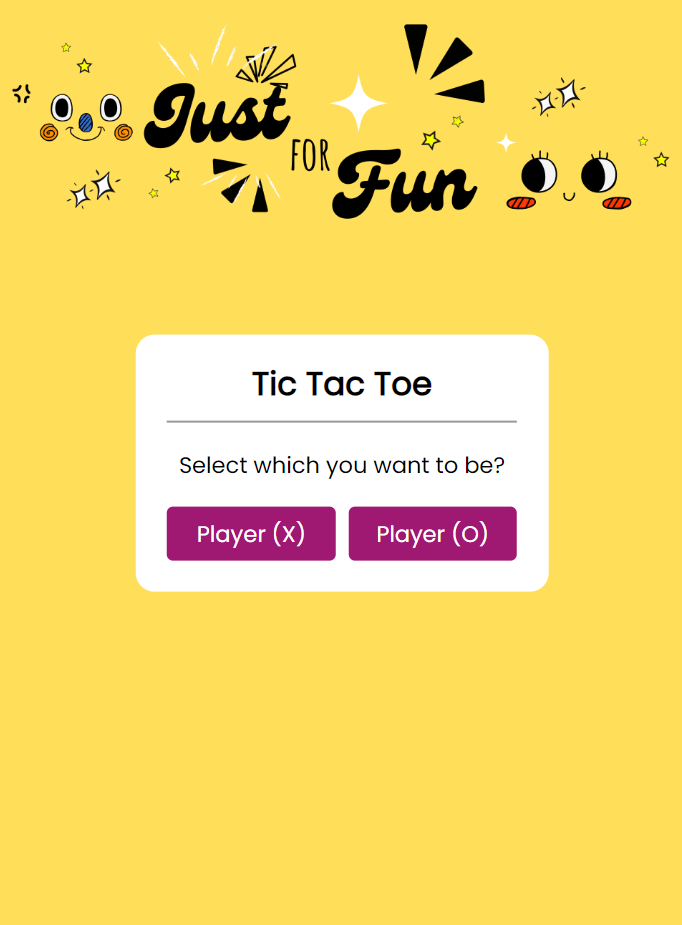 Just
FOR
Fun
Tic Tac Toe
Select which you want to be?
Player (X) Player (O)